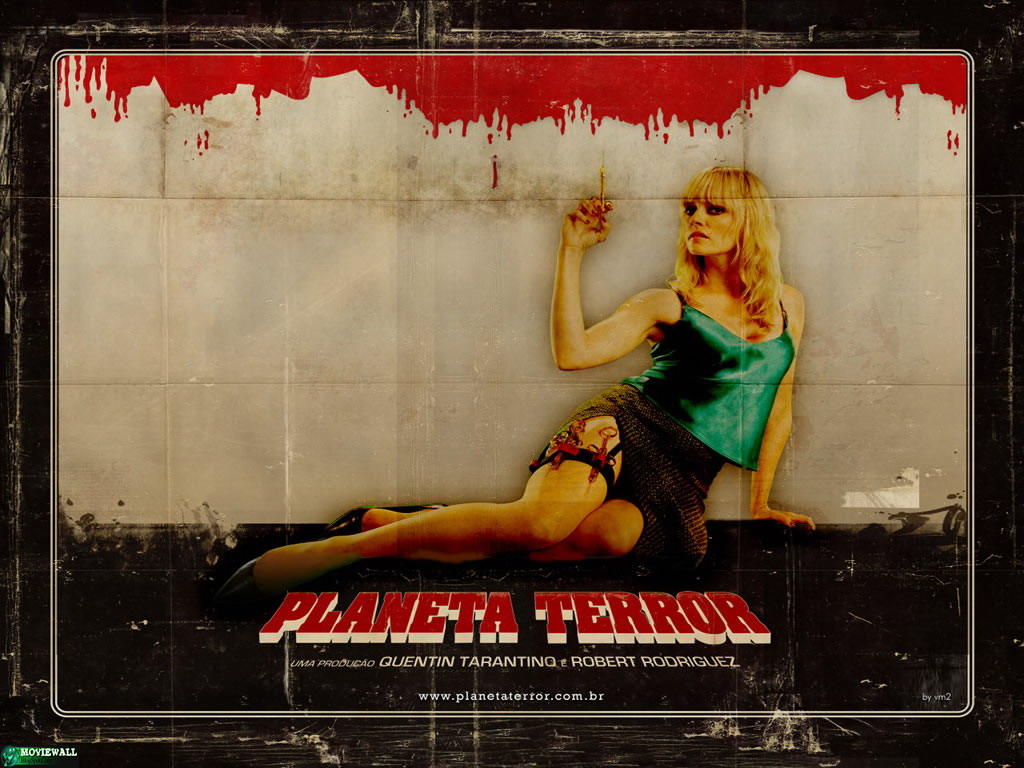 PLANETA TERROR
UMA PRODUÇÃO QUENTIN TARANTINO E ROBERT RODRIGUEZ
www.planetaterror.com.br
by vm2
MOVIEWALL